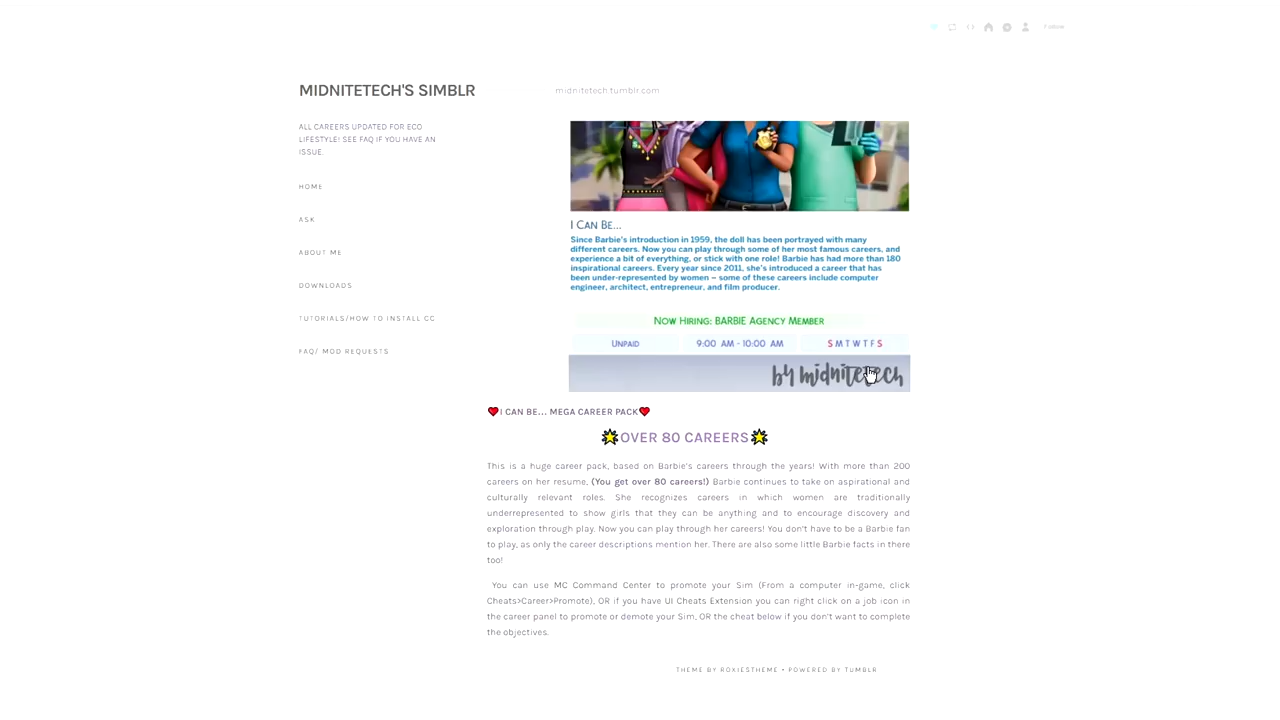 Follow
MIDNITETECH'S SIMBLR
midnitetech.tumblr.com
ALL CAREERS UPDATED FOR ECO
LIFESTYLE! SEE FAQ IF YOU HAVE AN
ISSUE.
HOME
ASK
ABOUT ME
DOWNLOADS
TUTORIALS/HOW TO INSTALL CC
FAQ/ MOD REQUESTS
I CAN BE...
Since Barbie's introduction in 1959, the doll has been portrayed with many
different careers. Now you can play through some of her most famous careers, and
experience a bit of everything, or stick with one role! Barbie has had more than 180
inspirational careers. Every year since 2011, she's introduced a career that has
been under-represented by women – some of these careers include computer
engineer, architect, entrepreneur, and film producer.
NOW HIRING: BARBIE AGENCY MEMBER
UNPAID 9:00 AM - 10:00 AM S M T W T F S
by midnitetech
I CAN BE... MEGA CAREER PACK
OVER 80 CAREERS
This is a huge career pack, based on Barbie's careers through the years! With more than 200
careers on her resume, (You get over 80 careers!) Barbie continues to take on aspirational and
culturally relevant roles. She recognizes careers in which women are traditionally
underrepresented to show girls that they can be anything and to encourage discovery and
exploration through play. Now you can play through her careers! You don't have to be a Barbie fan
to play, as only the career descriptions mention her. There are also some little Barbie facts in there
too!
You can use MC Command Center to promote your Sim (From a computer in-game, click
Cheats>Career>Promote), OR if you have UI Cheats Extension you can right click on a job icon in
the career panel to promote or demote your Sim, OR the cheat below if you don't want to complete
the objectives.
THEME BY ROXIESTHEME • POWERED BY TUMBLR